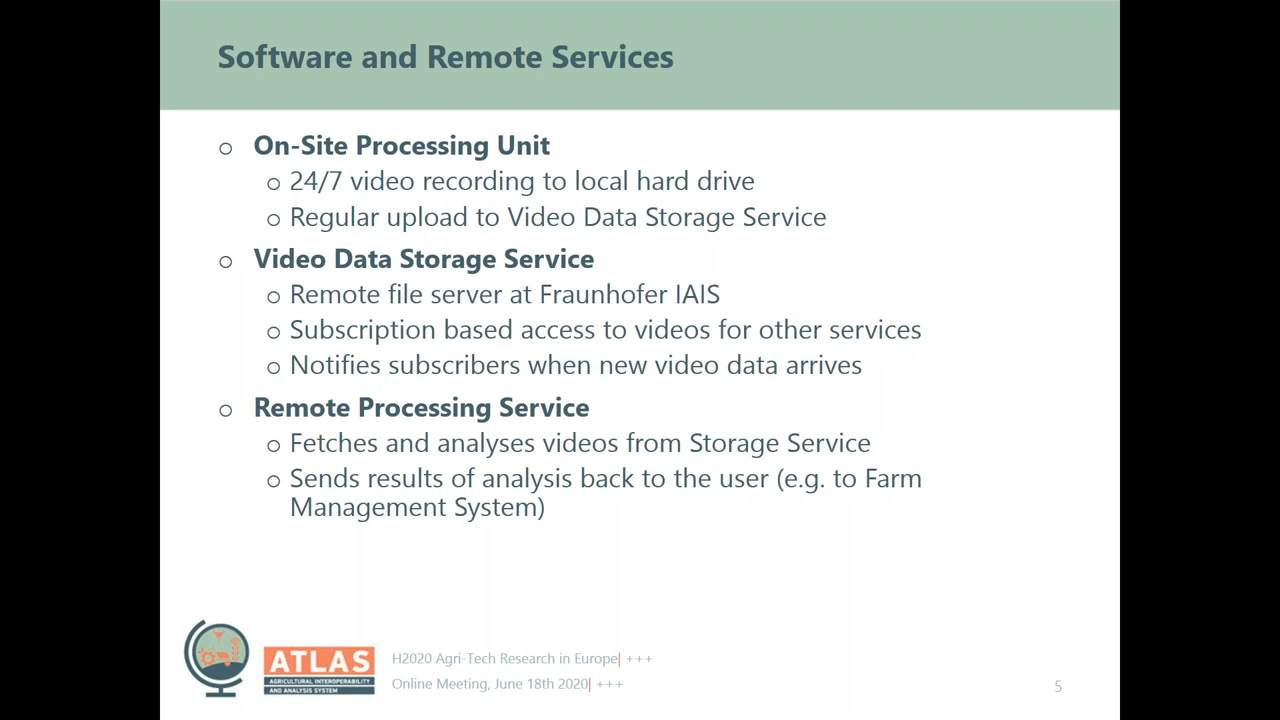 Software and Remote Services
o On-Site Processing Unit
o 24/7 video recording to local hard drive
o Regular upload to Video Data Storage Service
o Video Data Storage Service
o Remote file server at Fraunhofer IAIS
o Subscription based access to videos for other services
o Notifies subscribers when new video data arrives
o Remote Processing Service
o Fetches and analyses videos from Storage Service
o Sends results of analysis back to the user (e.g. to Farm
Management System)
ATLAS
AGRICULTURAL INTEROPERABILITY
AND ANALYSIS SYSTEM
H2020 Agri-Tech Research in Europe| +++
Online Meeting, June 18th 2020| +++
5